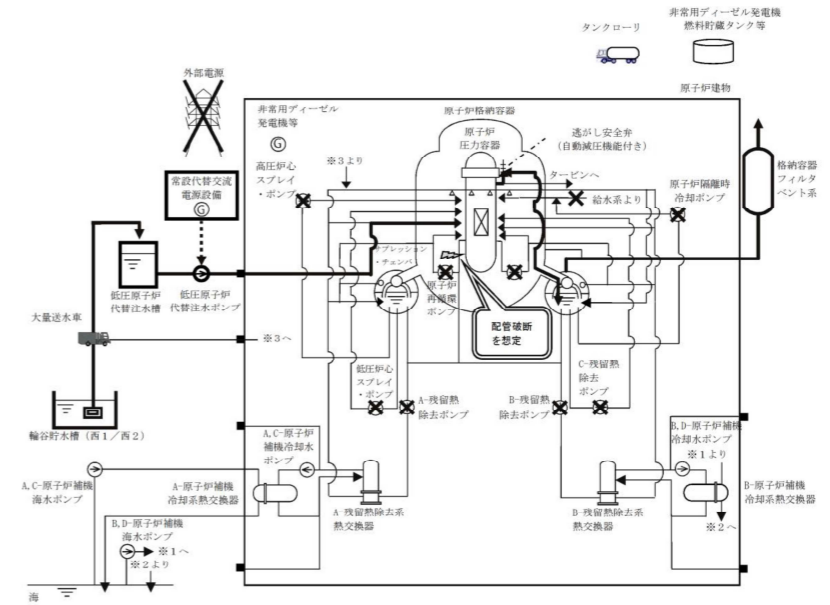 非常用ディーゼル発電機
燃料貯蔵タンク等
タンクローリ
外部電源
原子炉建物
非常用ディーゼル
発電機等
G
原子炉格納容器
原子炉
圧力容器
逃がし安全弁
(自動減圧機能付き)
※3より
タービンへ
高圧炉心
スプレイ
・ポンプ
給水系より
原子炉隔離時
冷却ポンプ
格納容器
フィルタ
ベント系
常設代替交流
電源設備
G
サプレッション
・チェンバ
低圧原子炉
代替注水槽
低圧原子炉
代替注水ポンプ
原子炉
再循環
ポンプ
配管破断
を想定
大量送水車
※3へ
低圧炉心
スプレイ
・ポンプ
A-残留熱
除去ポンプ
B-残留熱
除去ポンプ
C-残留熱
除去
ポンプ
輪谷貯水槽(西1/西2)
A,C-原子炉
補機冷却水
ポンプ
B,D-原子炉補機
冷却水ポンプ
※1より
A,C-原子炉補機
海水ポンプ
A-原子炉補機
冷却系熱交換器
B-原子炉補機
冷却系熱交換器
A-残留熱除去系
熱交換器
B-残留熱除去系
熱交換器
※2へ
B,D-原子炉補機
海水ポンプ
※1へ
※2より
海